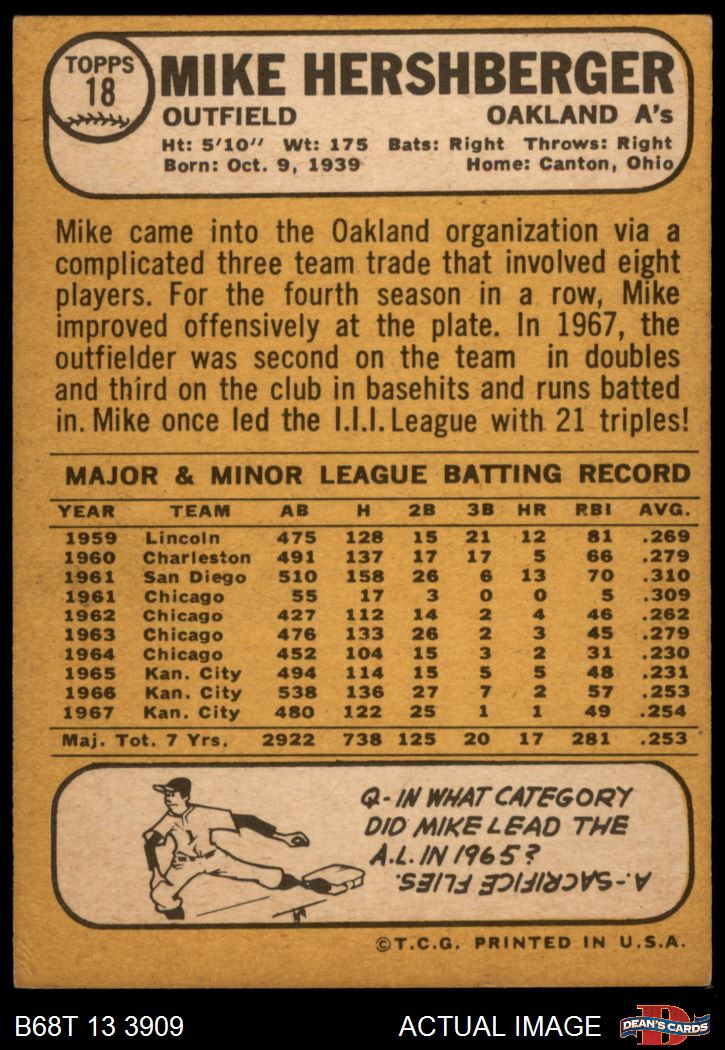 TOPPS
18
MIKE HERSHBERGER
OUTFIELD OAKLAND A's
Ht: 5'10" Wt: 175 Bats: Right Throws: Right
Born: Oct. 9, 1939 Home: Canton, Ohio
Mike came into the Oakland organization via a
complicated three team trade that involved eight
players. For the fourth season in a row, Mike
improved offensively at the plate. In 1967, the
outfielder was second on the team in doubles
and third on the club in basehits and runs batted
in. Mike once led the I.I.I. League with 21 triples!
MAJOR & MINOR LEAGUE BATTING RECORD
YEAR TEAM AB H 2B 3B HR RBI AVG.
1959 Lincoln 475 128 15 21 12 81 .269
1960 Charleston 491 137 17 17 5 66 .279
1961 San Diego 510 158 26 6 13 70 .310
1961 Chicago 55 17 3 0 0 5 .309
1962 Chicago 427 112 14 2 4 46 .262
1963 Chicago 476 133 26 2 3 45 .279
1964 Chicago 452 104 15 3 2 31 .230
1965 Kan. City 494 114 15 5 5 48 .231
1966 Kan. City 538 136 27 7 2 57 .253
1967 Kan. City 480 122 25 1 1 49 .254
Maj. Tot. 7 Yrs. 2922 738 125 20 17 281 .253
Q-IN WHAT CATEGORY
DID MIKE LEAD THE
A.L. IN 1965?
A-SACRIFICE FLIES.
©T.C.G. PRINTED IN U.S.A.
B68T 13 3909 ACTUAL IMAGE D DEAN'S CARDS